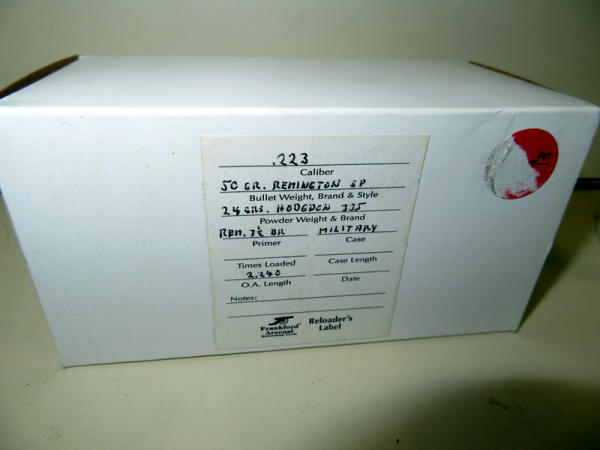 .223
Caliber
50 GR. REMINGTON SP
Bullet Weight, Brand & Style
24 GRS. HODGDON 335
Powder Weight & Brand
REM. 7½ BR MILITARY
Primer Case
Times Loaded Case Length
2.240
O.A. Length Date
Notes:
Frankford Arsenal Reloader's Label